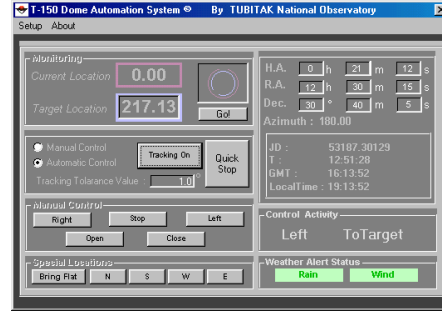 T-150 Dome Automation System © By TUBITAK National Observatory
Setup About
Monitoring
Current Location 0.00
Target Location 217.13
Go!
Manual Control
Automatic Control
Tracking On
Quick Stop
Tracking Tolarance Value : 1.0 °
Manual Control
Right Stop Left
Open Close
Special Locations
Bring Flat N S W E
H.A. 0 h 21 m 12 s
R.A. 12 h 30 m 15 s
Dec. 30 ° 40 m 5 s
Azimuth : 180.00
JD : 53187.30129
T : 12:51:28
GMT : 16:13:52
LocalTime : 19:13:52
Control Activity
Left ToTarget
Weather Alert Status
Rain Wind